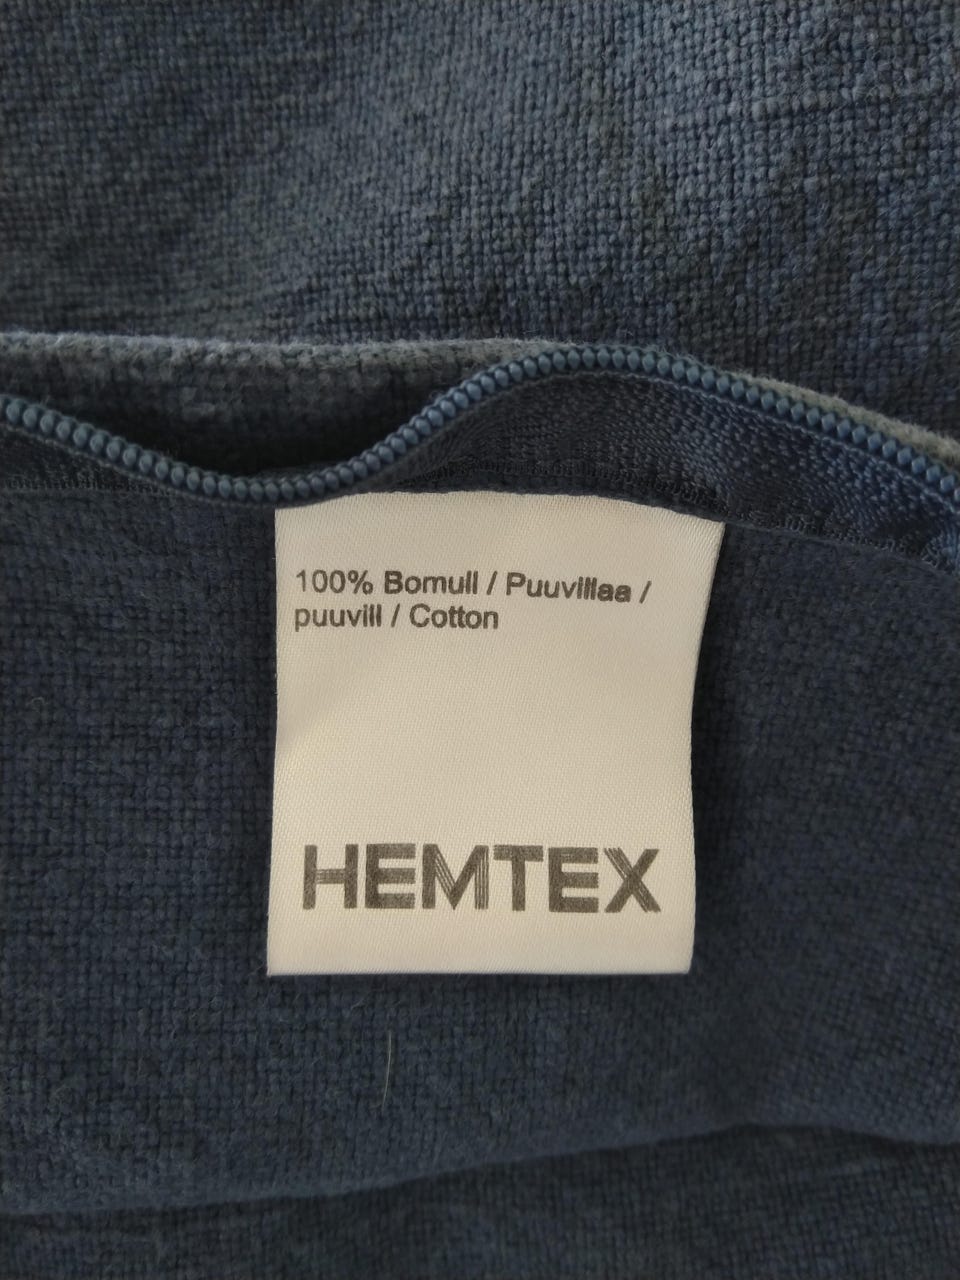 100% Bomull / Puuvillaa /
puuvill / Cotton
HEMTEX